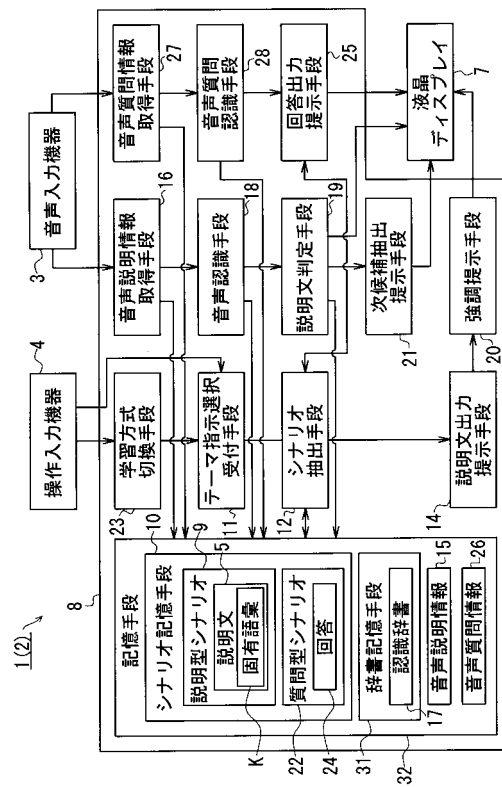 1(2)
8
操作入力機器
4
音声入力機器
3
学習方式
切換手段
23
音声説明情報
取得手段
16
音声質問情報
取得手段
27
テーマ指示選択
受付手段
11
音声認識手段
18
音声質問
認識手段
28
シナリオ
抽出手段
12
説明文判定手段
19
回答出力
提示手段
25
説明文出力
提示手段
14
次候補抽出
提示手段
21
強調提示手段
20
液晶
ディスプレイ
7
記憶手段
10
シナリオ記憶手段
9
説明型シナリオ
5
説明文
固有語彙
K
質問型シナリオ
22
回答
24
辞書記憶手段
31
認識辞書
17
音声説明情報
15
音声質問情報
26
32